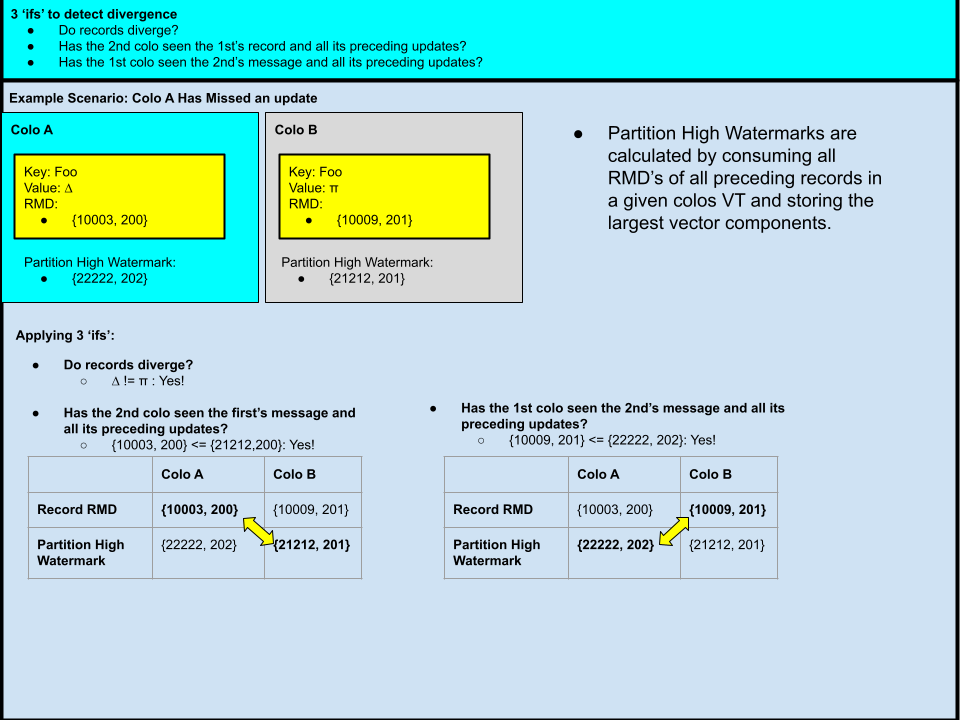 3 ‘ifs’ to detect divergence
● Do records diverge?
● Has the 2nd colo seen the 1st’s record and all its preceding updates?
● Has the 1st colo seen the 2nd’s message and all its preceding updates?
Example Scenario: Colo A Has Missed an update
Colo A
Key: Foo
Value: ∆
RMD:
● {10003, 200}
Partition High Watermark:
● {22222, 202}
Colo B
Key: Foo
Value: π
RMD:
● {10009, 201}
Partition High Watermark:
● {21212, 201}
● Partition High Watermarks are
calculated by consuming all
RMD’s of all preceding records in
a given colos VT and storing the
largest vector components.
Applying 3 ‘ifs’:
● Do records diverge?
○ ∆ != π : Yes!
● Has the 2nd colo seen the first’s message and
all its preceding updates?
○ {10003, 200} <= {21212,200}: Yes!
Colo A Colo B
Record RMD {10003, 200} {10009, 201}
Partition High {22222, 202} {21212, 201}
Watermark
● Has the 1st colo seen the 2nd’s message and all its
preceding updates?
○ {10009, 201} <= {22222, 202}: Yes!
Colo A Colo B
Record RMD {10003, 200} {10009, 201}
Partition High {22222, 202} {21212, 201}
Watermark